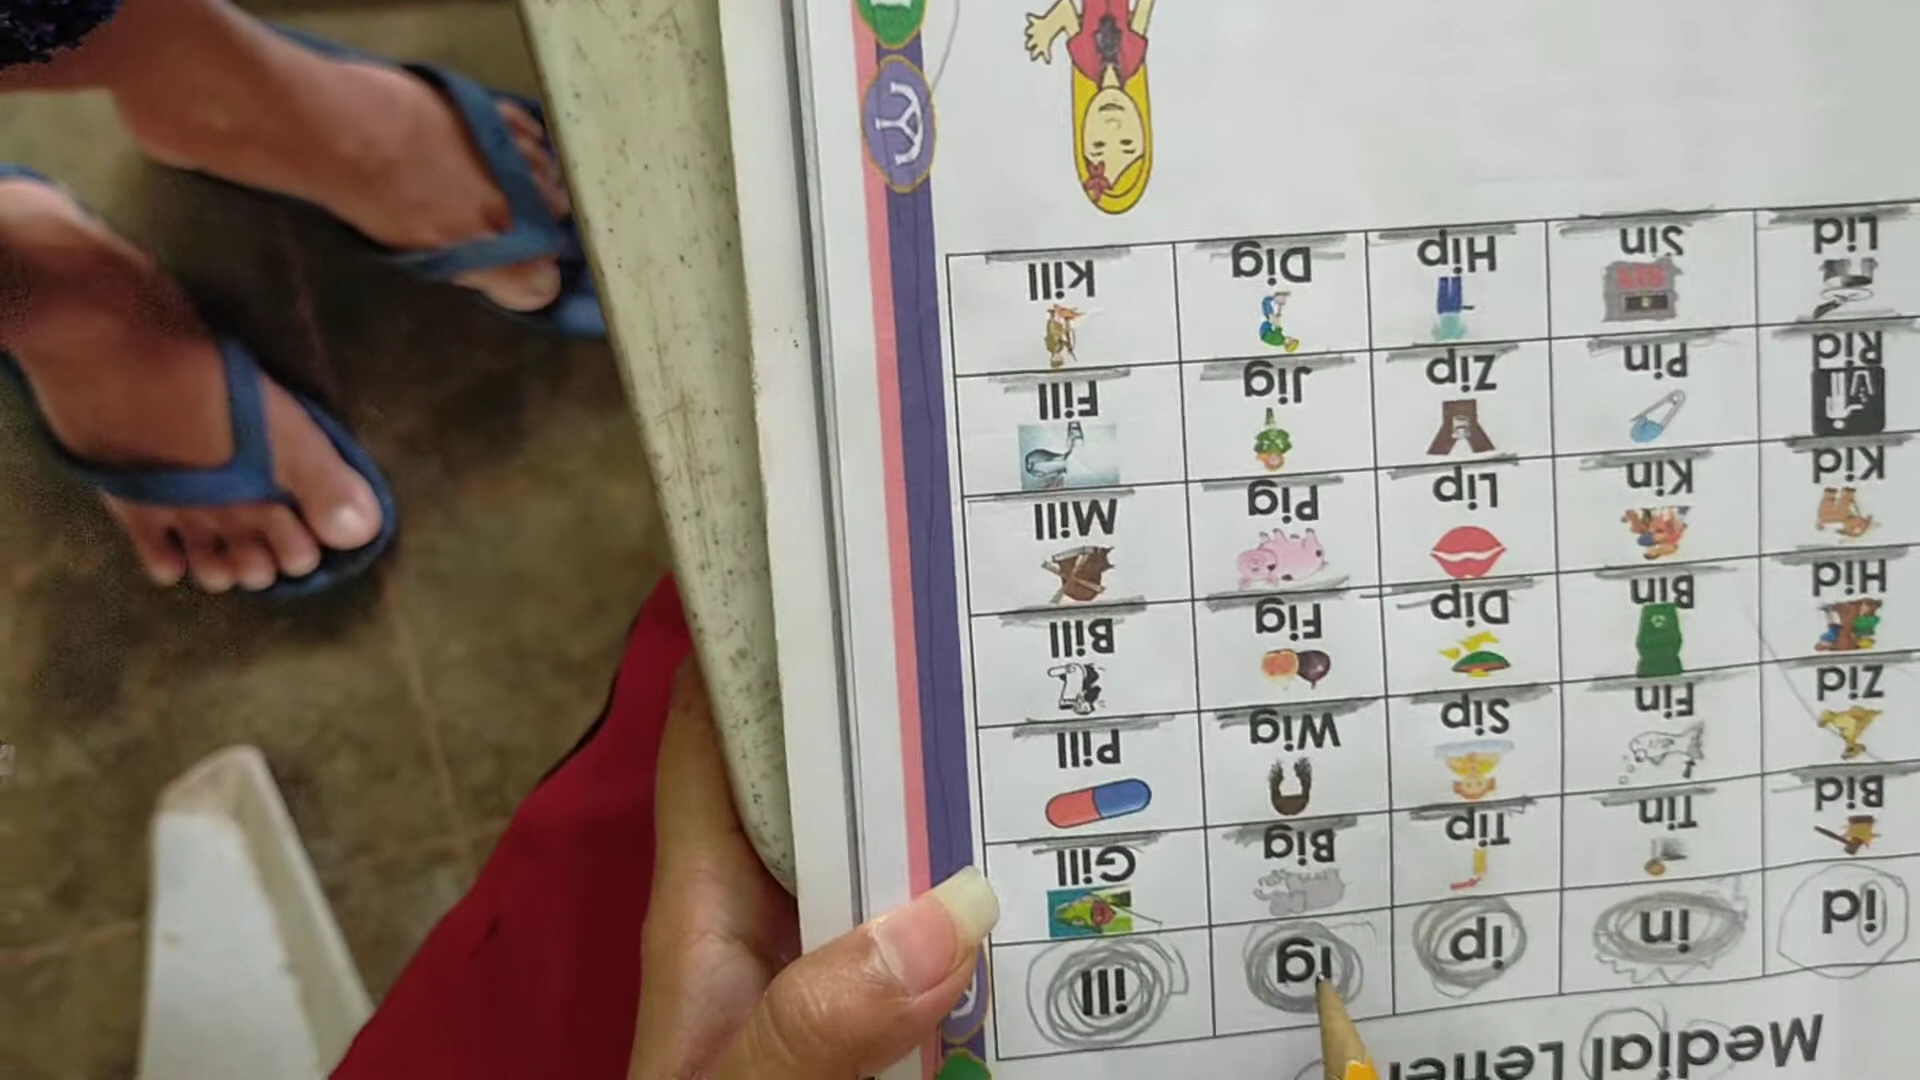 Medial Letter
id in ip ig ill
Bid Tin Tip Big Gill
Zid Fin Sip Wig Pill
Hid Bin Dip Fig Bill
Kid Kin Lip Pig Mill
Rid Pin Zip Jig Fill
Lid Sin Hip Dig Kill